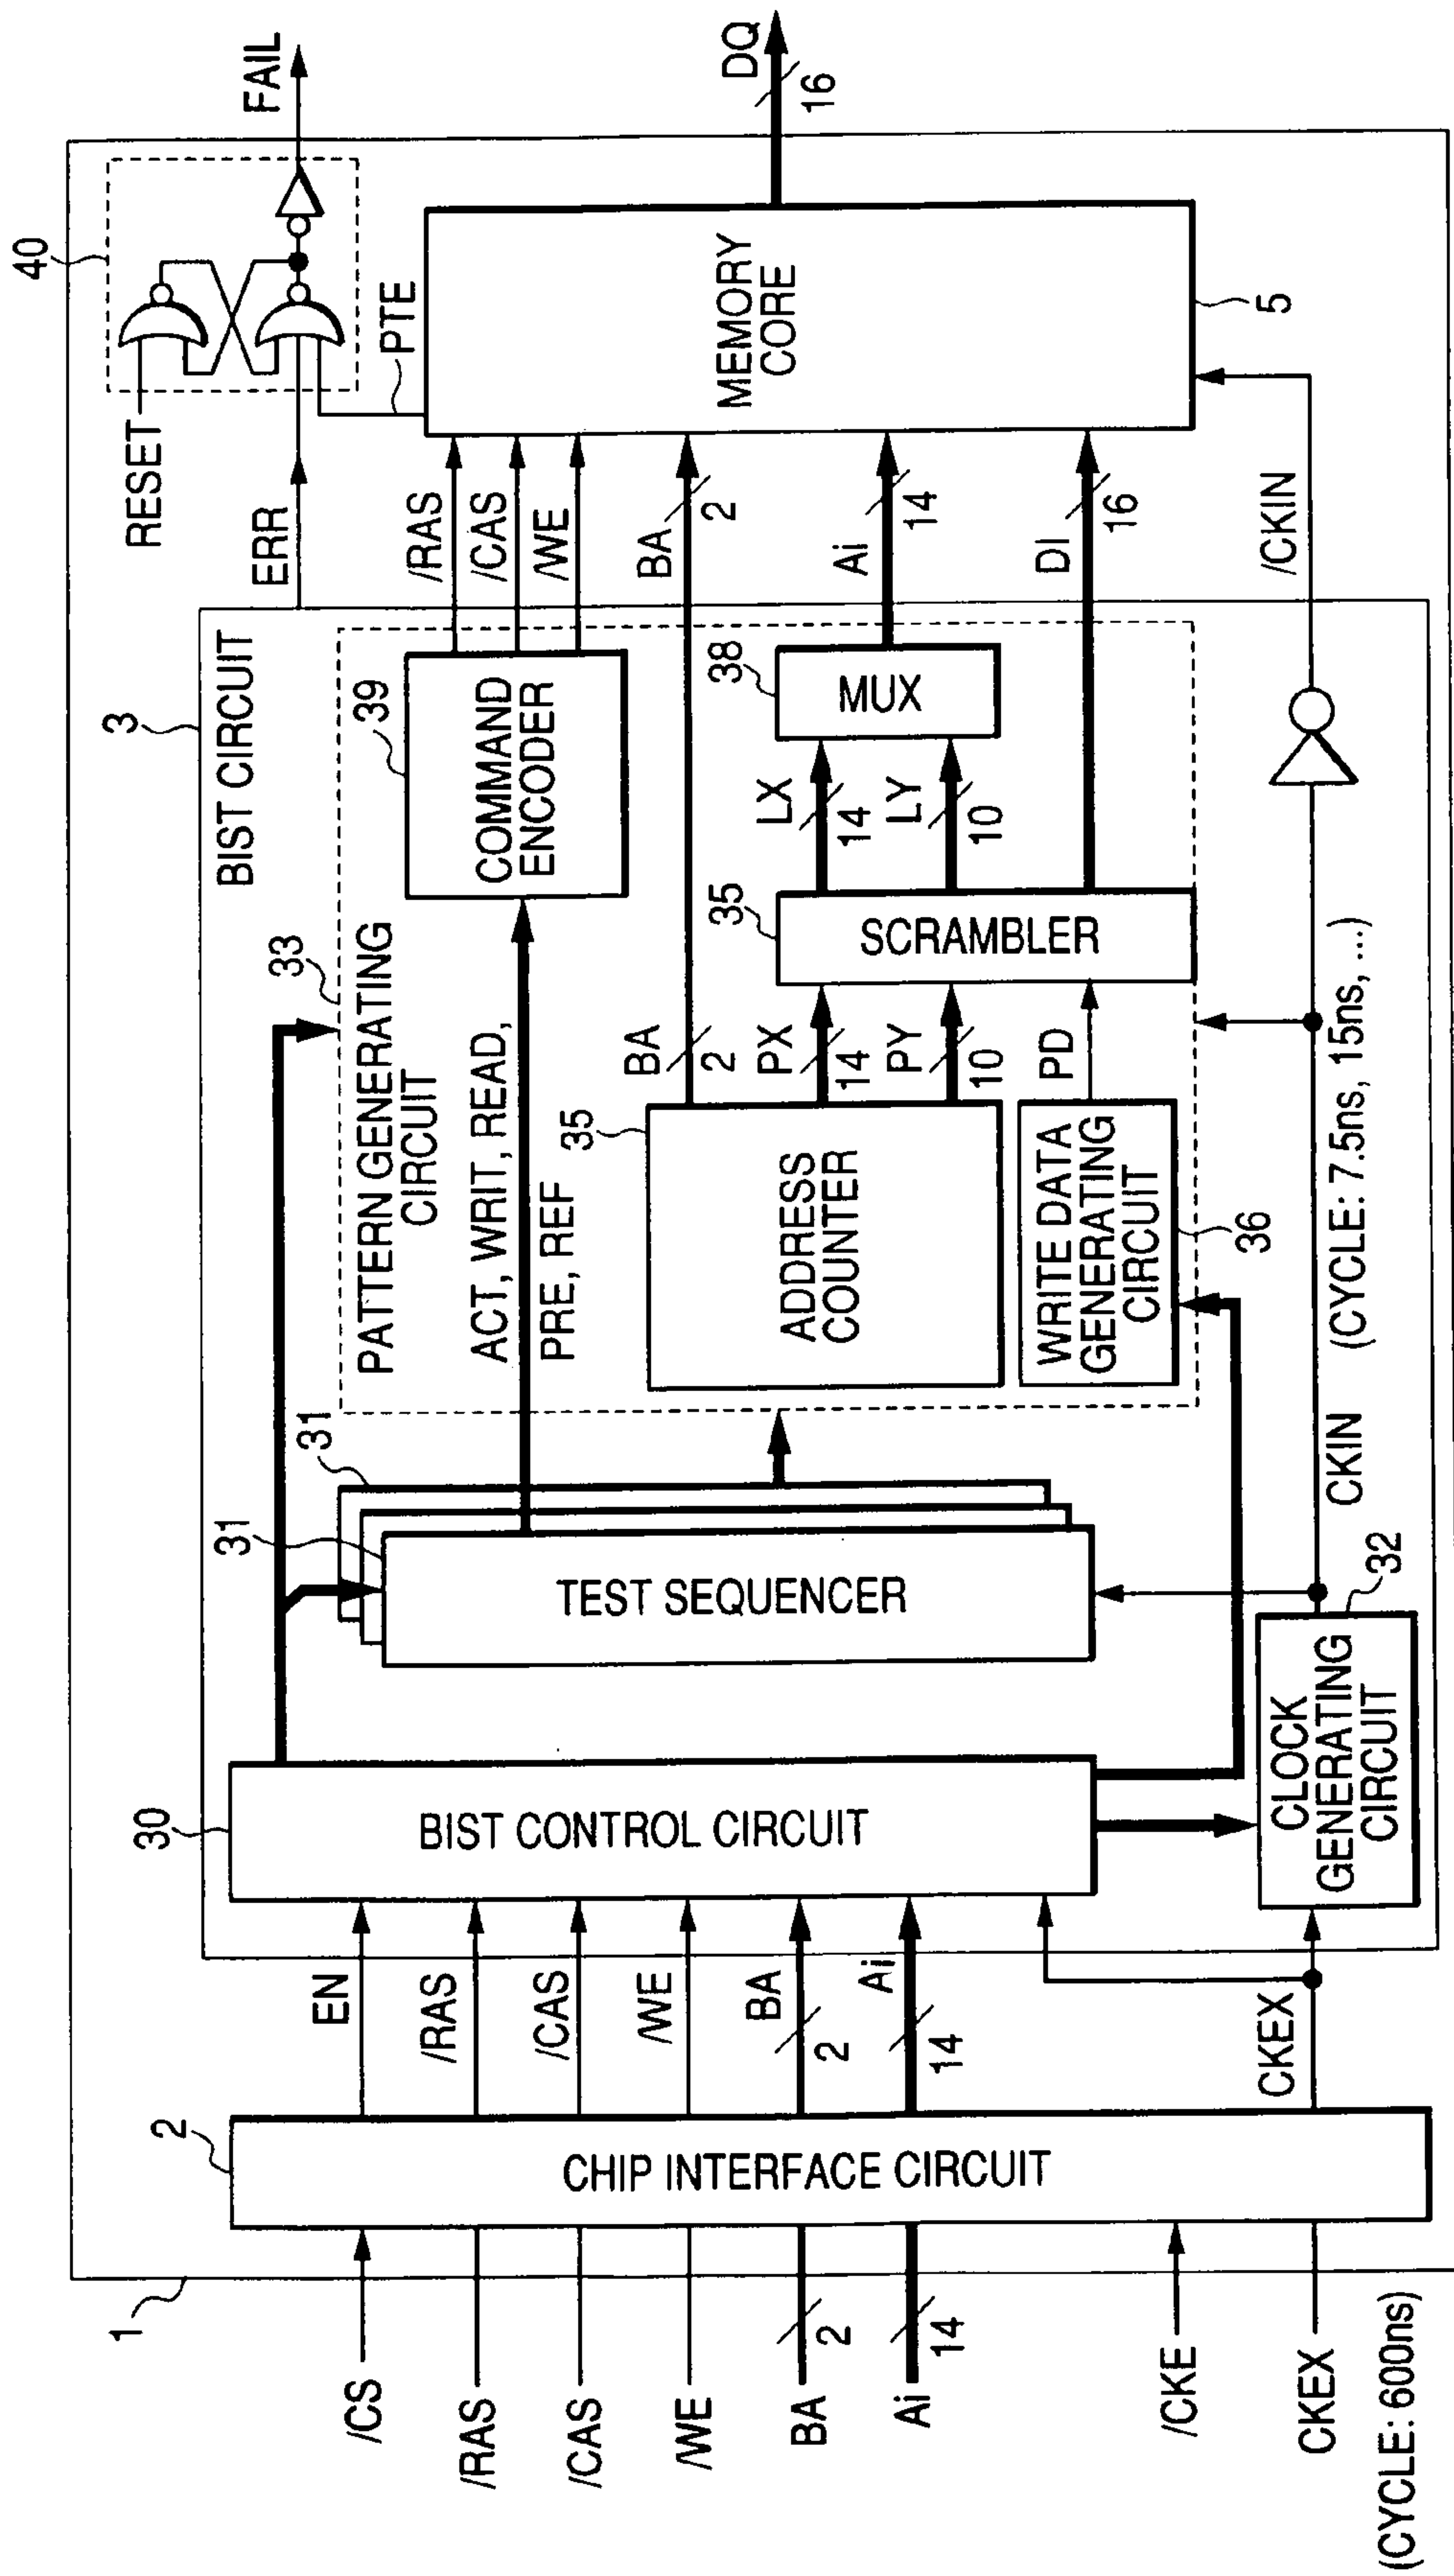 1
/CS
/RAS
/CAS
/WE
BA
2
Ai
14
/CKE
CKEX
(CYCLE: 600ns)
2
CHIP INTERFACE CIRCUIT
EN
/RAS
/CAS
/WE
BA
2
Ai
14
CKEX
3
BIST CIRCUIT
30
BIST CONTROL CIRCUIT
31
31
TEST SEQUENCER
32
CLOCK
GENERATING
CIRCUIT
CKIN
(CYCLE: 7.5ns, 15ns, ...)
33
PATTERN GENERATING
CIRCUIT
ACT, WRIT, READ,
PRE, REF
39
COMMAND
ENCODER
35
ADDRESS
COUNTER
BA
2
PX
14
PY
10
WRITE DATA
GENERATING
CIRCUIT
36
PD
35
SCRAMBLER
LX
14
LY
10
38
MUX
ERR
RESET
/RAS
/CAS
/WE
BA
2
Ai
14
DI
16
/CKIN
40
PTE
MEMORY
CORE
5
FAIL
DQ
16